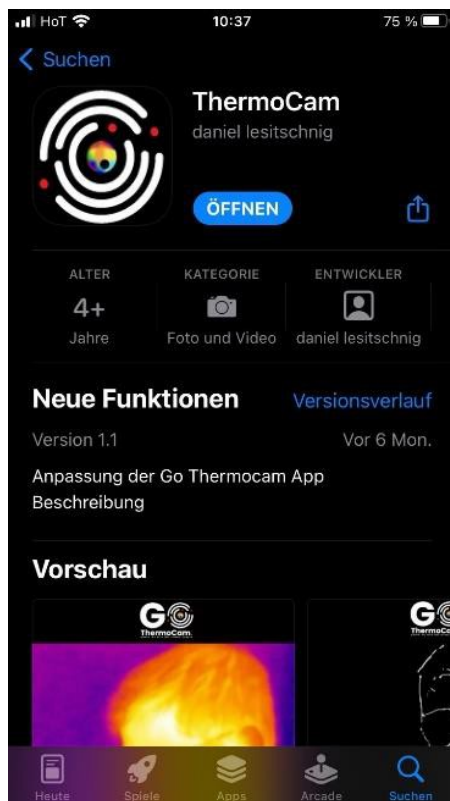 HoT
10:37
75 %
Suchen
ThermoCam
daniel lesitschnig
ÖFFNEN
ALTER
KATEGORIE
ENTWICKLER
4+
Jahre
Foto und Video
daniel lesitschnig
Neue Funktionen
Versionsverlauf
Version 1.1
Vor 6 Mon.
Anpassung der Go Thermocam App
Beschreibung
Vorschau
GO
ThermoCam.
GO
ThermoCam
Heute
Spiele
Apps
Arcade
Suchen